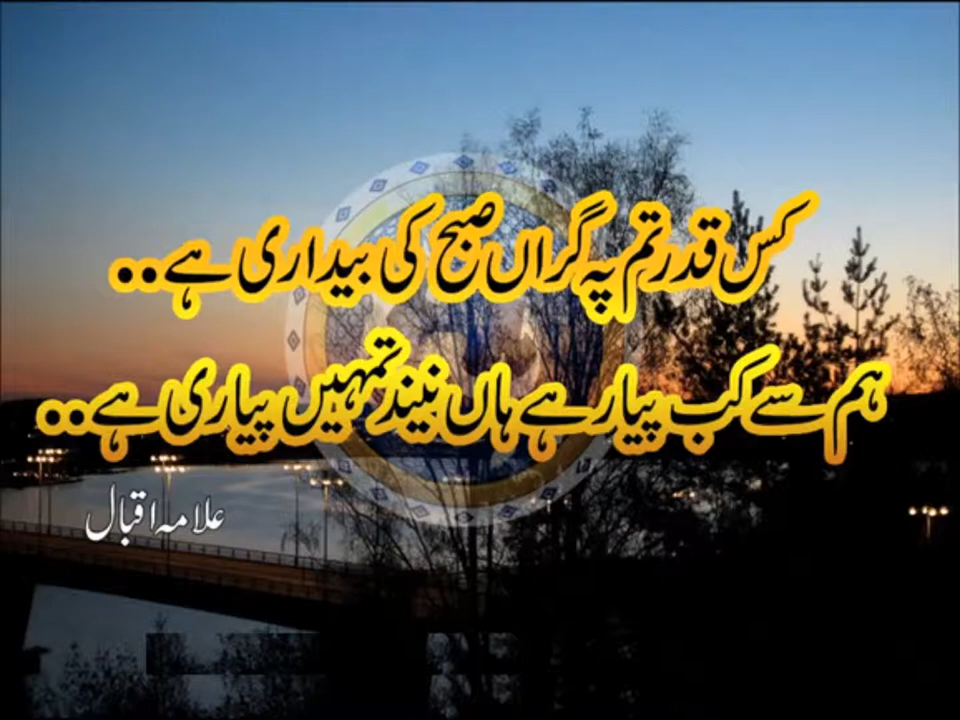 کس قدر تم پہ گراں صبح کی بیداری ہے..
ہم سے کب پیار ہے ہاں نیند تمہیں پیاری ہے..
علامہ اقبال